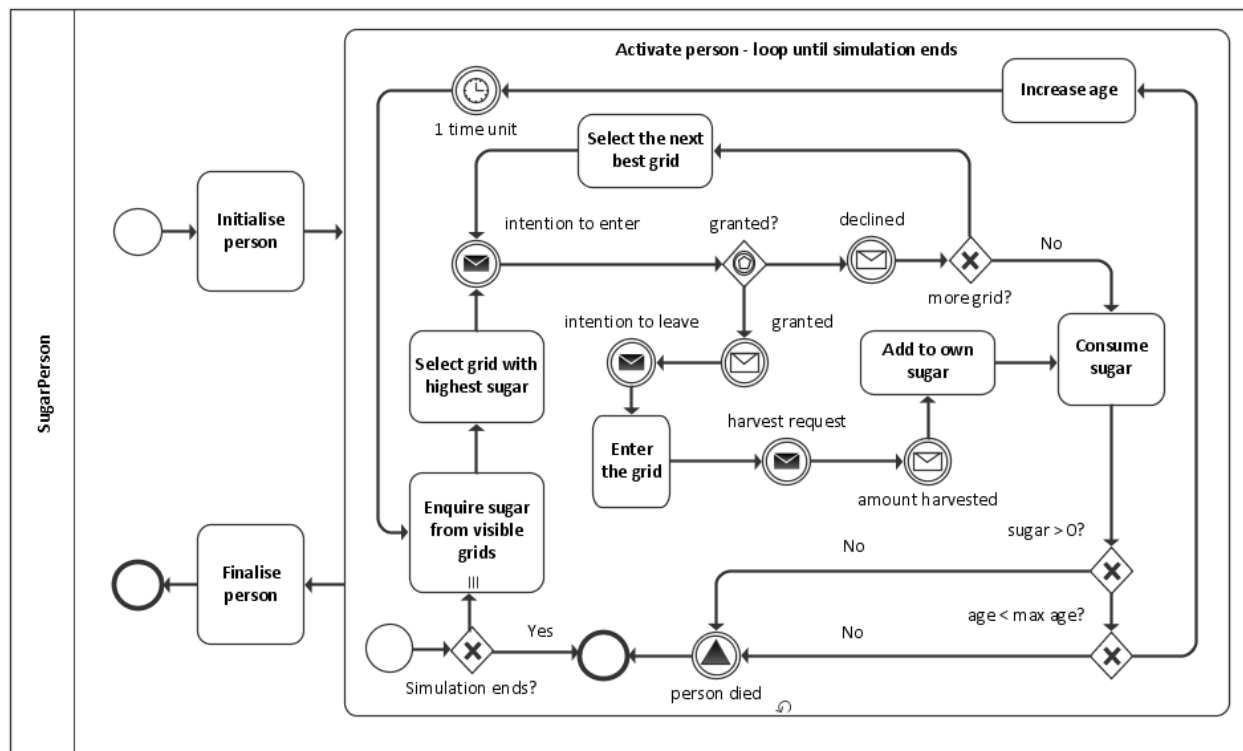 SugarPerson
Activate person - loop until simulation ends
Increase age
1 time unit
Select the next
best grid
Initialise
person
intention to enter
granted?
declined
No
more grid?
intention to leave
granted
Select grid with
highest sugar
Add to own
sugar
Consume
sugar
Enter
the grid
harvest request
amount harvested
Enquire sugar
from visible
grids
sugar > 0?
No
Finalise
person
age < max age?
Yes
No
Simulation ends?
person died